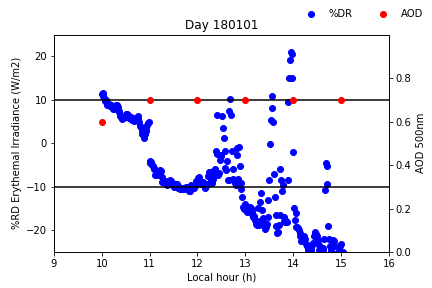 %DR AOD
Day 180101
%RD Erythemal Irradiance (W/m2)
20
10
0
−10
−20
0.8
0.6
0.4
0.2
0.0
AOD 500nm
9 10 11 12 13 14 15 16
Local hour (h)